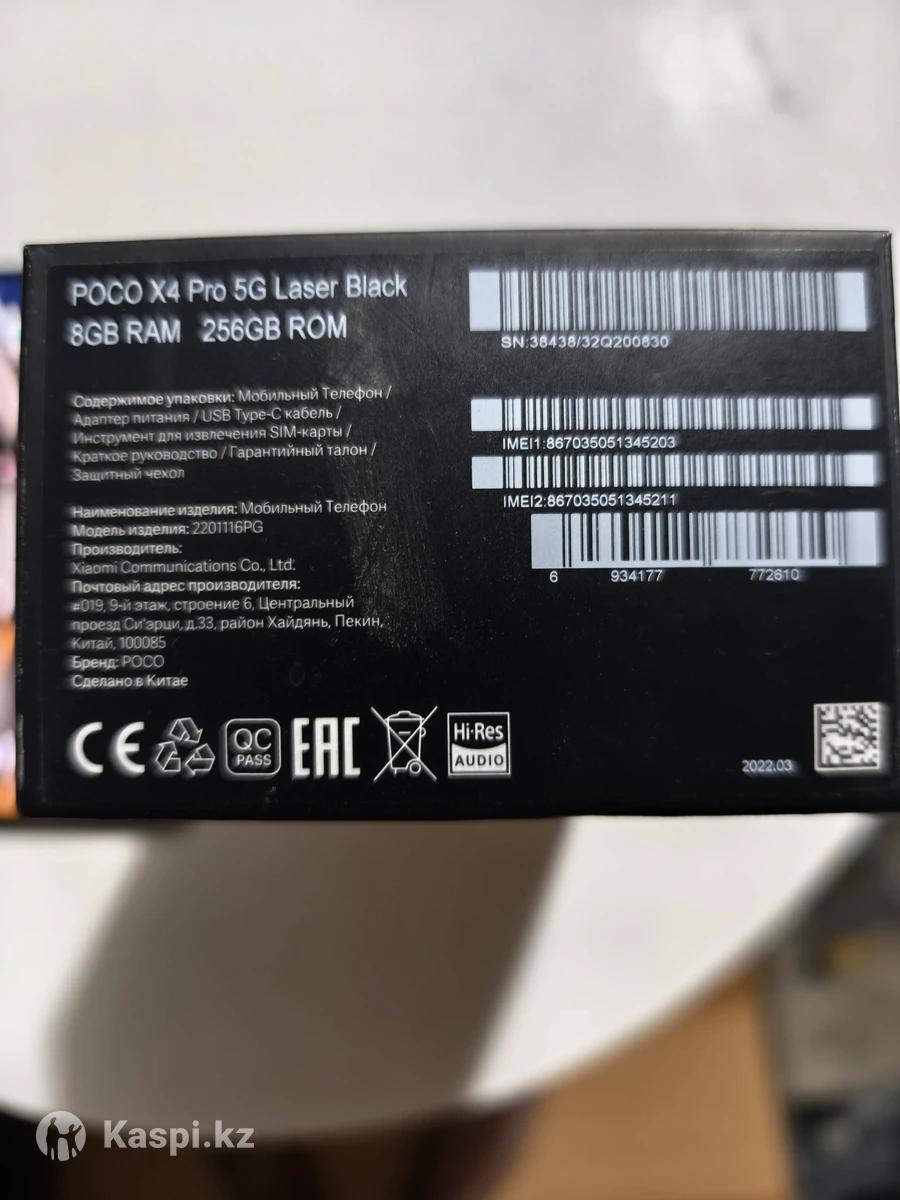 POCO X4 Pro 5G Laser Black
8GB RAM 256GB ROM
Содержимое упаковки: Мобильный Телефон /
Адаптер питания / USB Type-C кабель /
Инструмент для извлечения SIM-карты /
Краткое руководство / Гарантийный талон /
Защитный чехол
Наименование изделия: Мобильный Телефон
Модель изделия: 2201116PG
Производитель:
Xiaomi Communications Co., Ltd.
Почтовый адрес производителя:
#019, 9-й этаж, строение 6, Центральный
проезд Си'эрци, д.33, район Хайдянь, Пекин,
Китай, 100085
Бренд: POCO
Сделано в Китае
SN:38438/32Q200830
IMEI1:867035051345203
IMEI2:867035051345211
6 934177 772610
CE
QC
PASS
EAC
Hi-Res
AUDIO
2022.03
Kaspi.kz